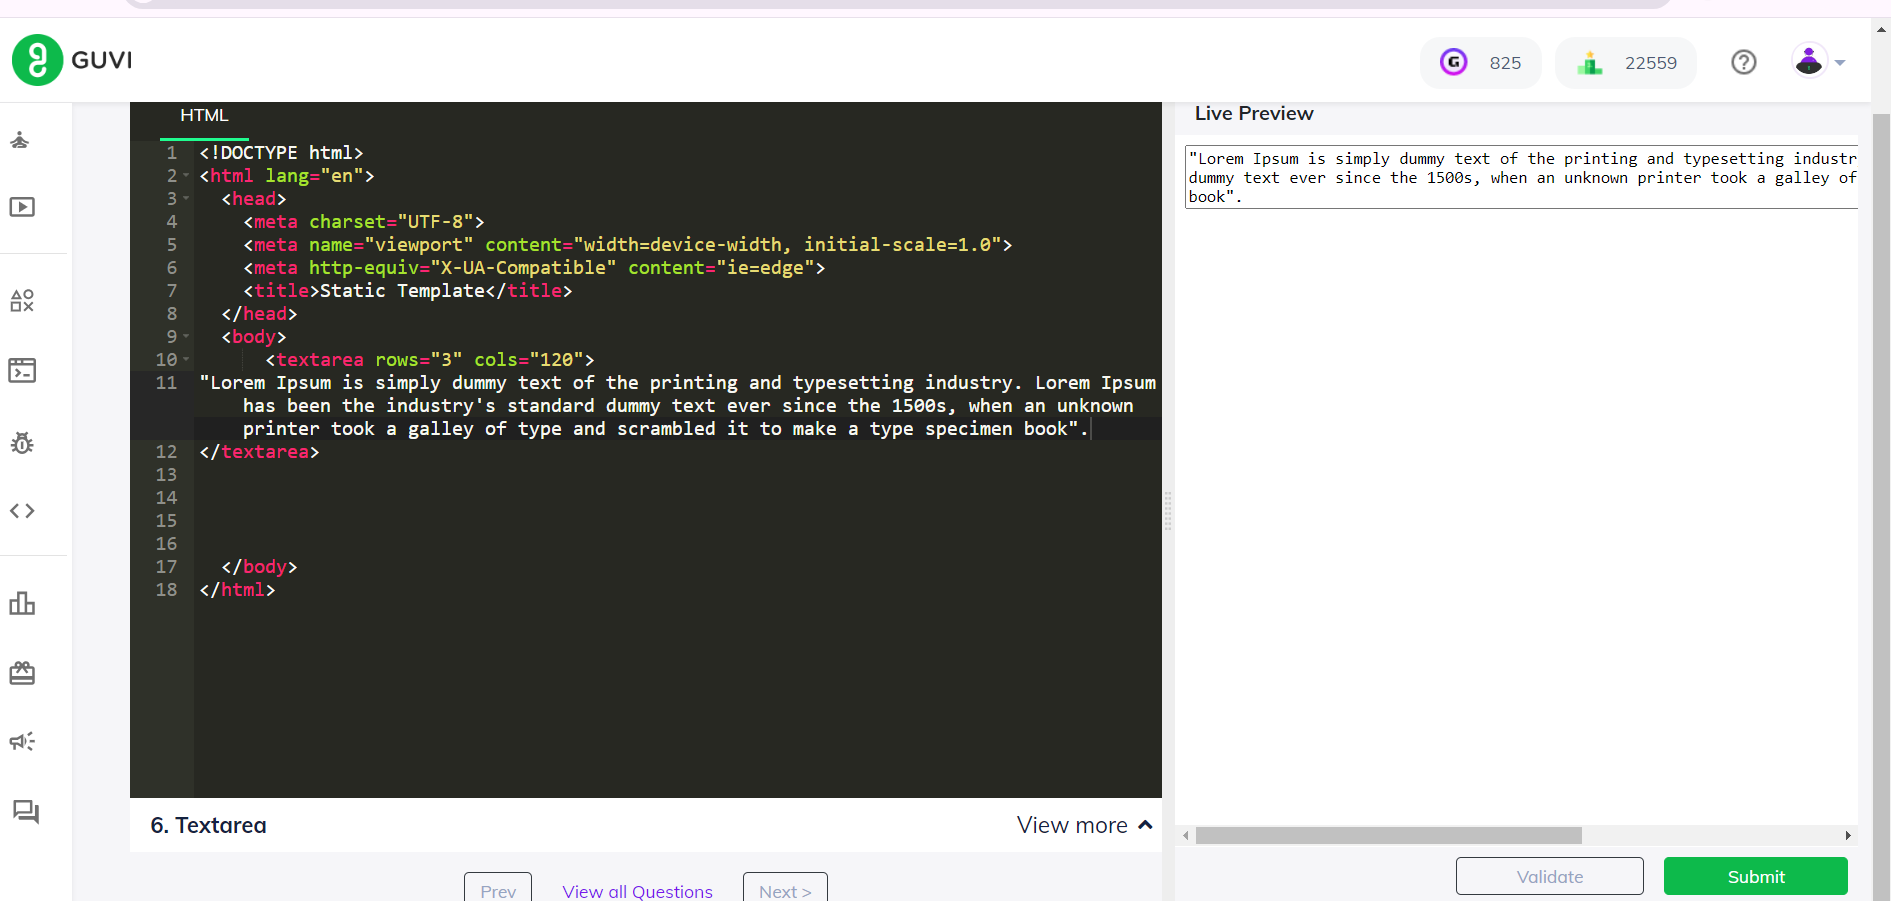 GUVI
825
22559
HTML
Live Preview
1 <!DOCTYPE html>
2 <html lang="en">
3 <head>
4 <meta charset="UTF-8">
5 <meta name="viewport" content="width=device-width, initial-scale=1.0">
6 <meta http-equiv="X-UA-Compatible" content="ie=edge">
7 <title>Static Template</title>
8 </head>
9 <body>
10 <textarea rows="3" cols="120">
11 "Lorem Ipsum is simply dummy text of the printing and typesetting industry. Lorem Ipsum
has been the industry's standard dummy text ever since the 1500s, when an unknown
printer took a galley of type and scrambled it to make a type specimen book".
12 </textarea>
13
14
15
16
17 </body>
18 </html>
"Lorem Ipsum is simply dummy text of the printing and typesetting industr
dummy text ever since the 1500s, when an unknown printer took a galley of
book".
6. Textarea
View more
Prev
View all Questions
Next >
Validate
Submit